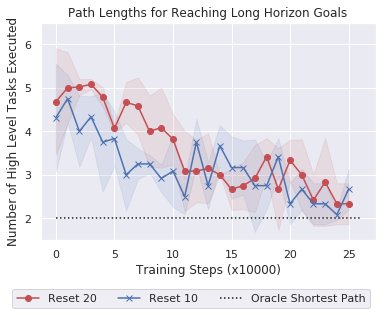 Path Lengths for Reaching Long Horizon Goals
Number of High Level Tasks Executed
6
5
4
3
2
0 5 10 15 20 25
Training Steps (x10000)
Reset 20 Reset 10 Oracle Shortest Path